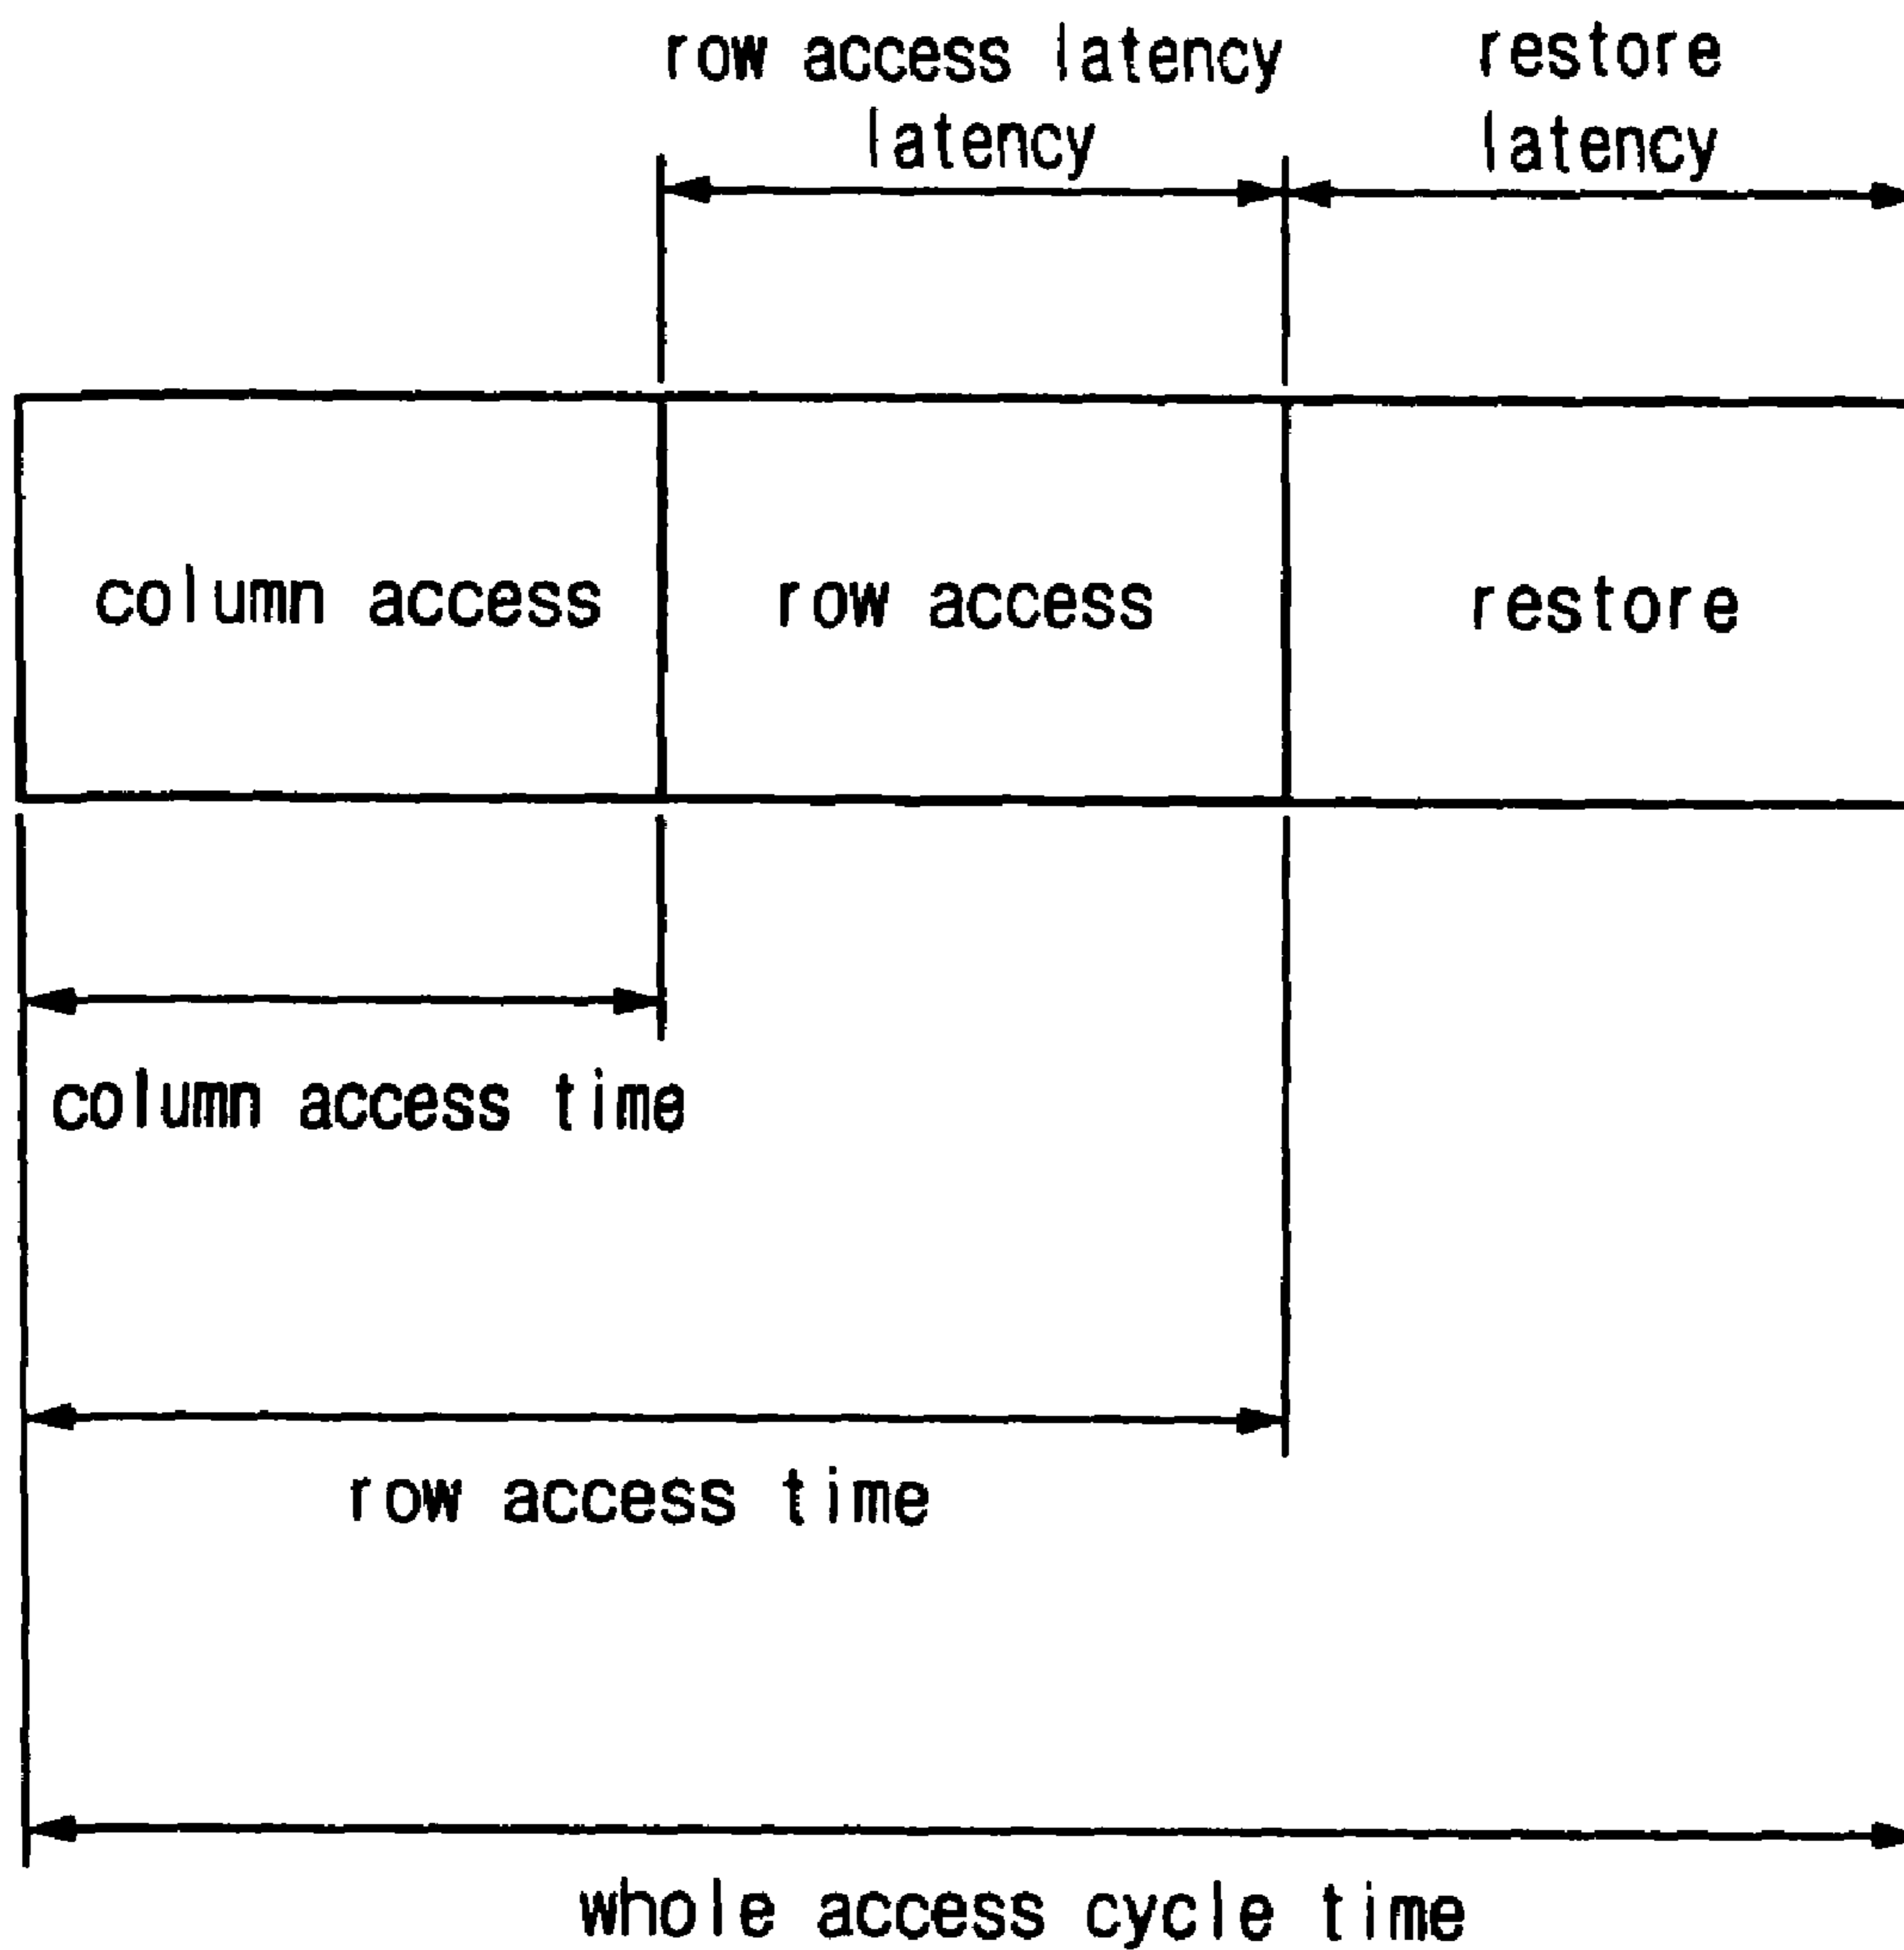 row access latency
latency
restore
latency
column access
row access
restore
column access time
row access time
whole access cycle time